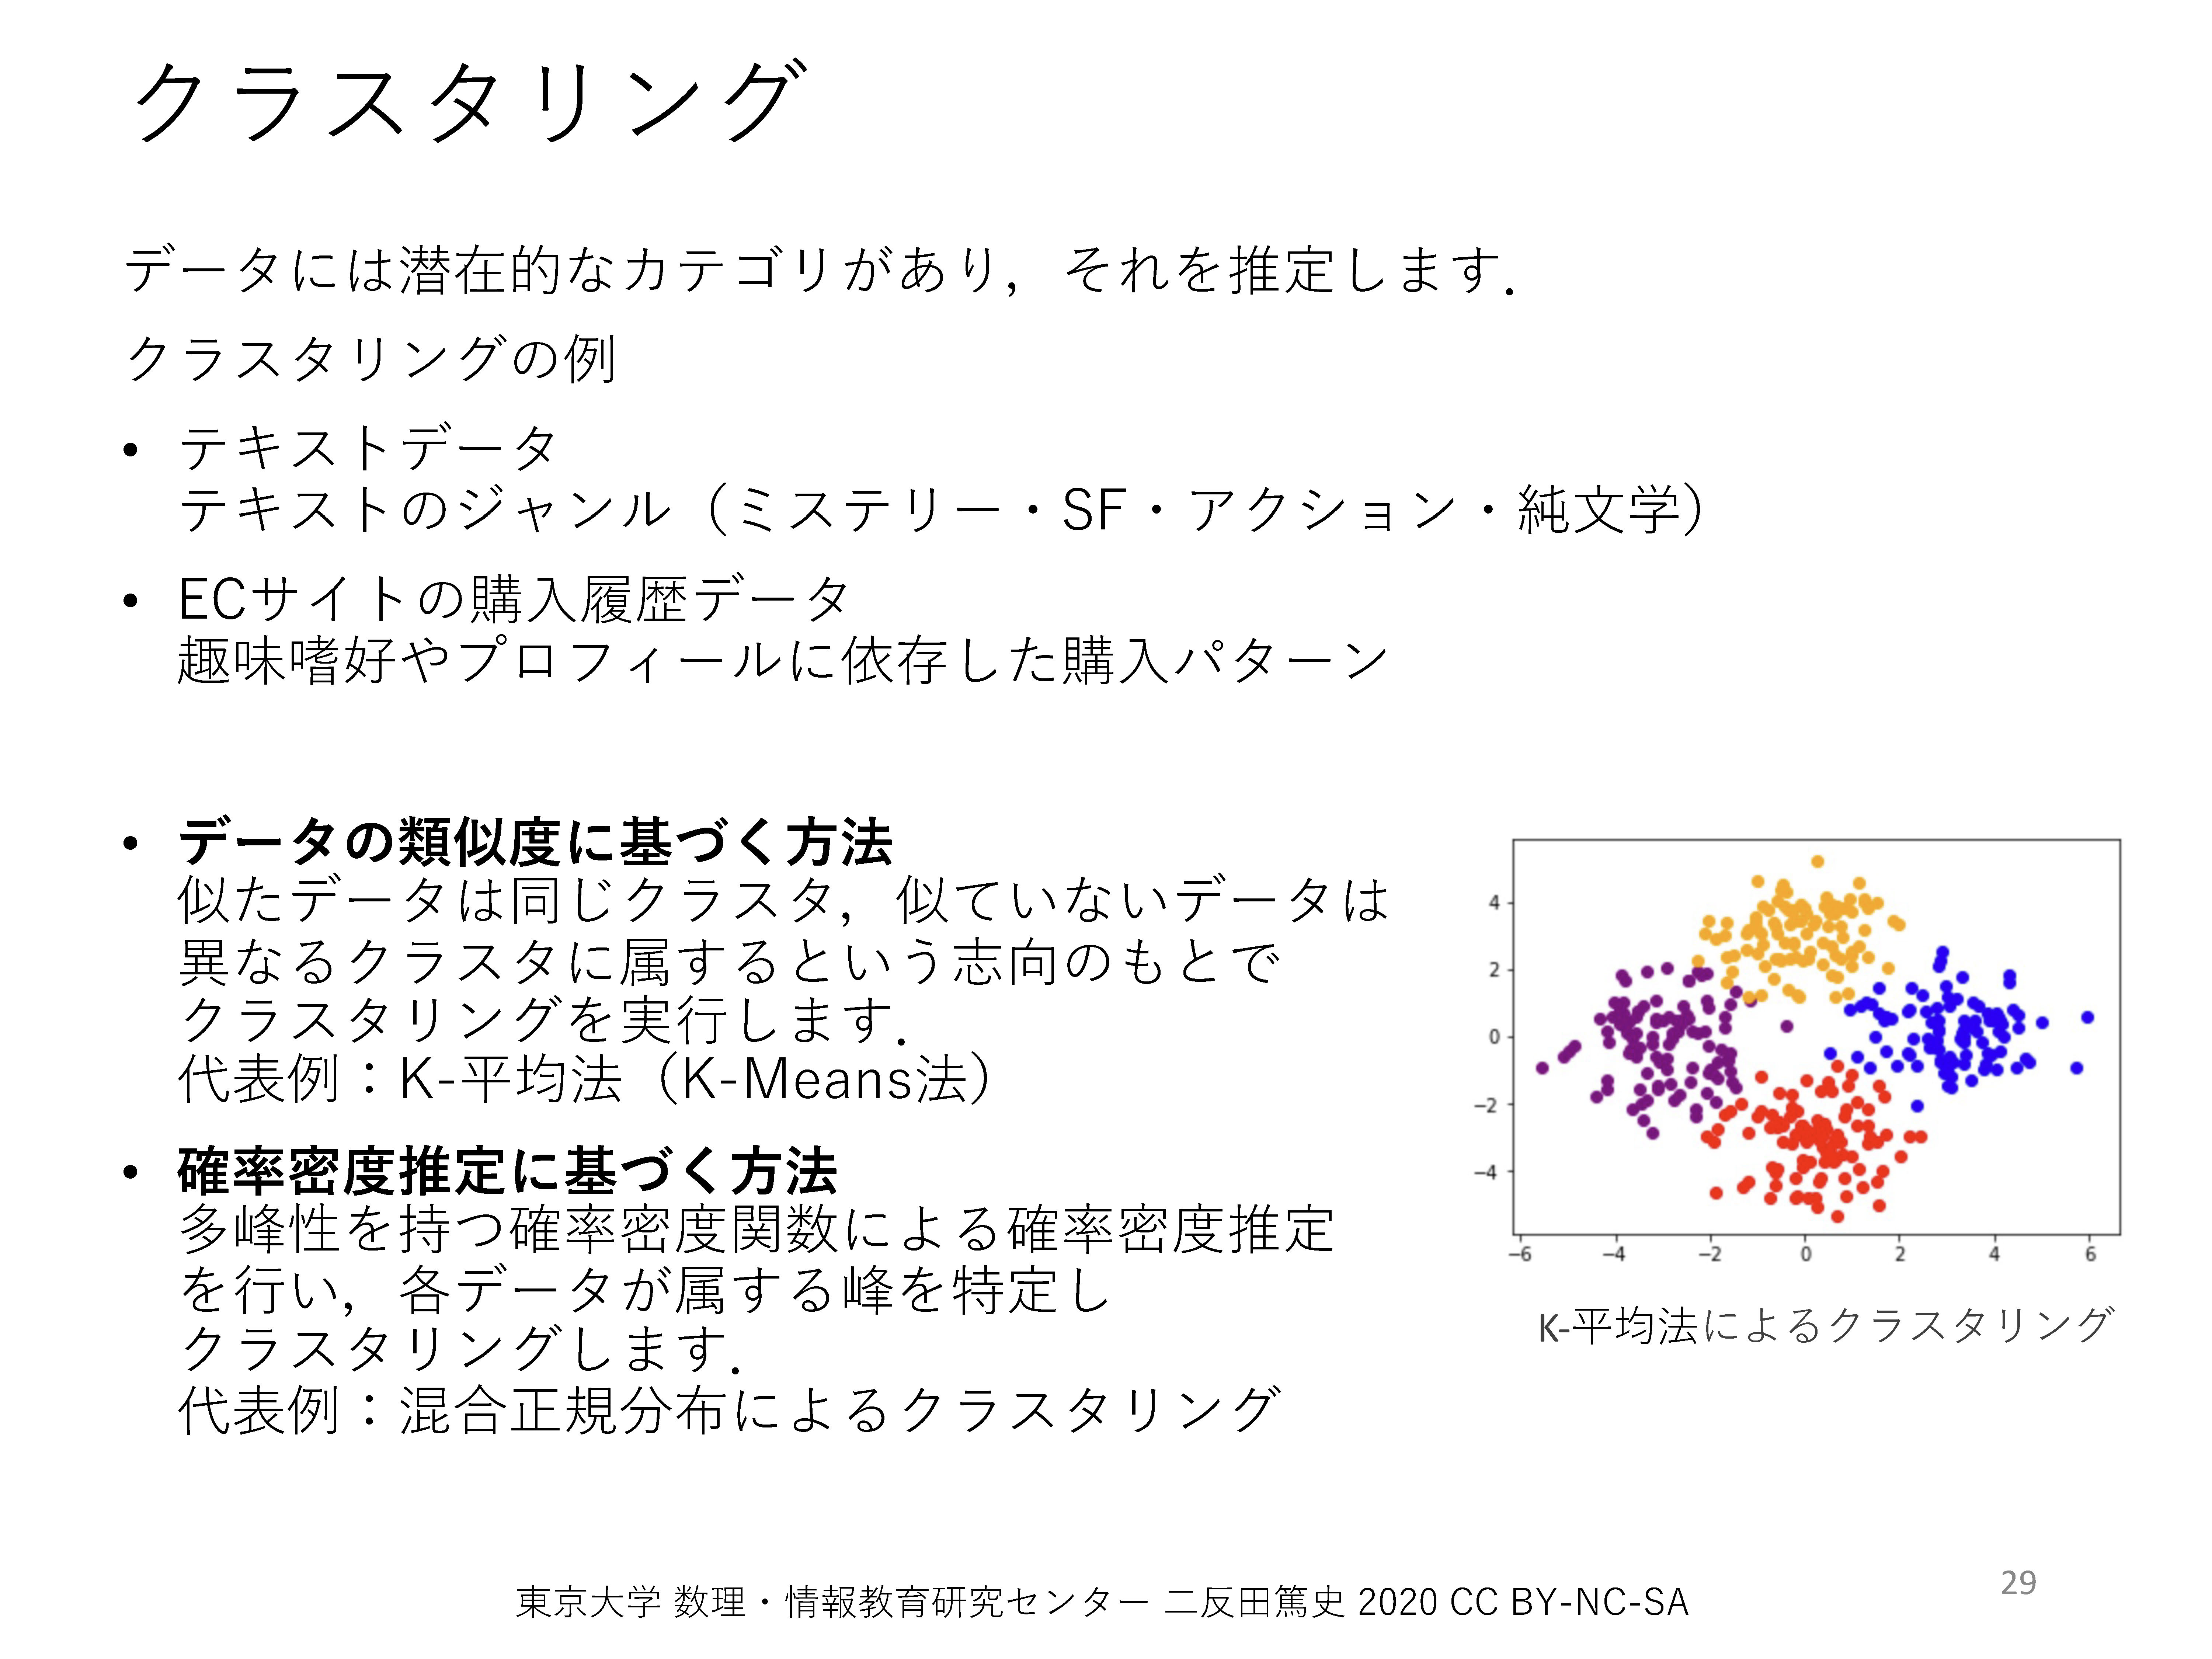 クラスタリング
データには潜在的なカテゴリがあり，それを推定します．
クラスタリングの例
• テキストデータ
テキストのジャンル（ミステリー・SF・アクション・純文学）
• ECサイトの購入履歴データ
趣味嗜好やプロフィールに依存した購入パターン
• データの類似度に基づく方法
似たデータは同じクラスタ，似ていないデータは
異なるクラスタに属するという志向のもとで
クラスタリングを実行します．
代表例：K-平均法（K-Means法）
• 確率密度推定に基づく方法
多峰性を持つ確率密度関数による確率密度推定
を行い，各データが属する峰を特定し
クラスタリングします．
代表例：混合正規分布によるクラスタリング
4
2
0
−2
−4
−6 −4 −2 0 2 4 6
K-平均法によるクラスタリング
東京大学 数理・情報教育研究センター 二反田篤史 2020 CC BY-NC-SA
29